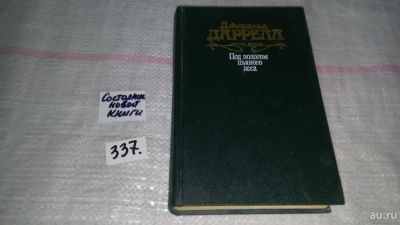 Джеральд
ДАРРЕЛЛ
Под пологом
пьяного
леса
Состояние
новой
книги
337.
au.ru